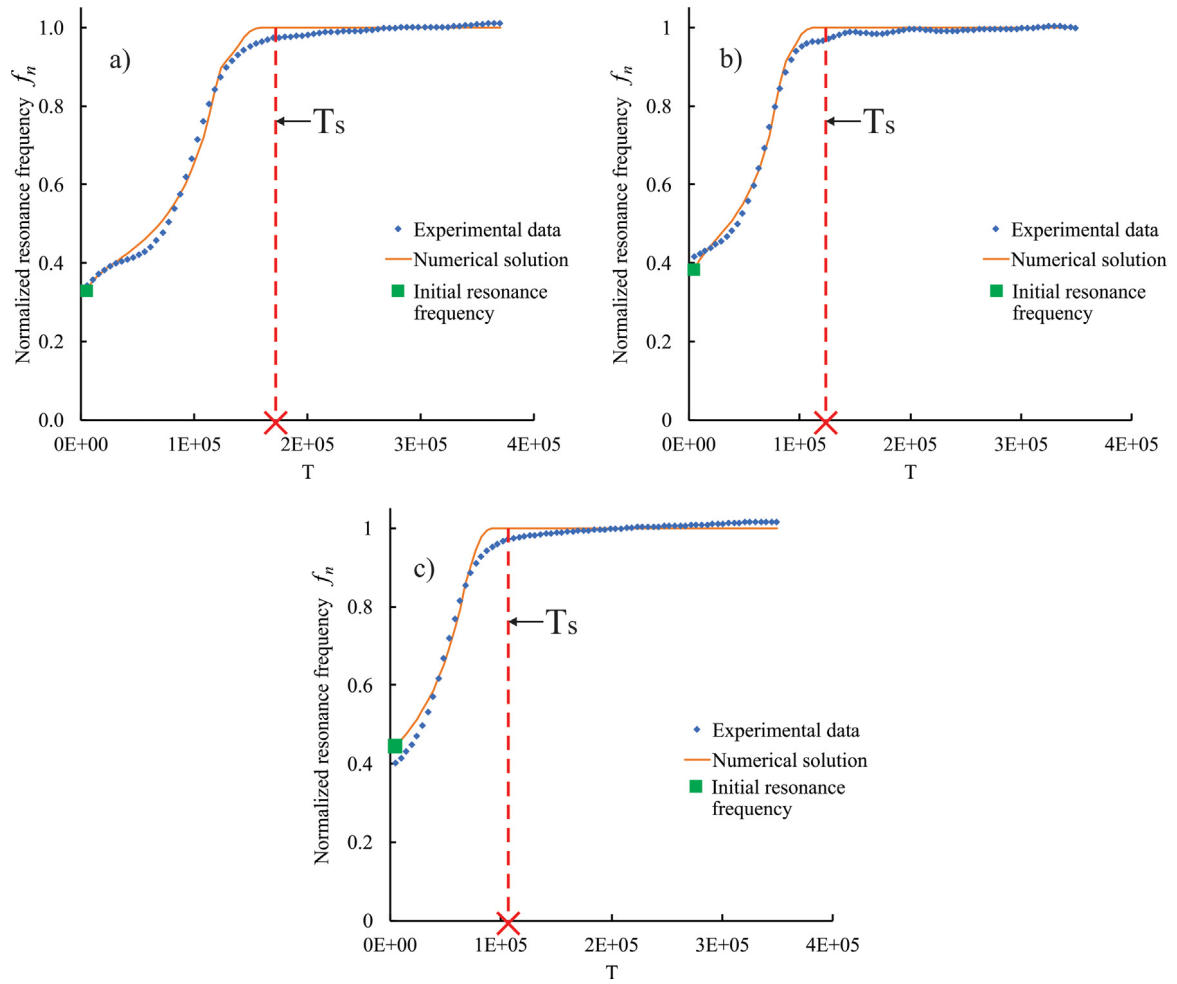 a)
Normalized resonance frequency fn
1.0
0.8
0.6
0.4
0.2
0.0
Ts
Experimental data
Numerical solution
Initial resonance
frequency
0E+00 1E+05 2E+05 3E+05 4E+05
T
b)
Normalized resonance frequency fn
1.0
0.8
0.6
0.4
0.2
0
Ts
Experimental data
Numerical solution
Initial resonance
frequency
0E+00 1E+05 2E+05 3E+05 4E+05
T
c)
Normalized resonance frequency fn
1
0.8
0.6
0.4
0.2
0
Ts
Experimental data
Numerical solution
Initial resonance
frequency
0E+00 1E+05 2E+05 3E+05 4E+05
T